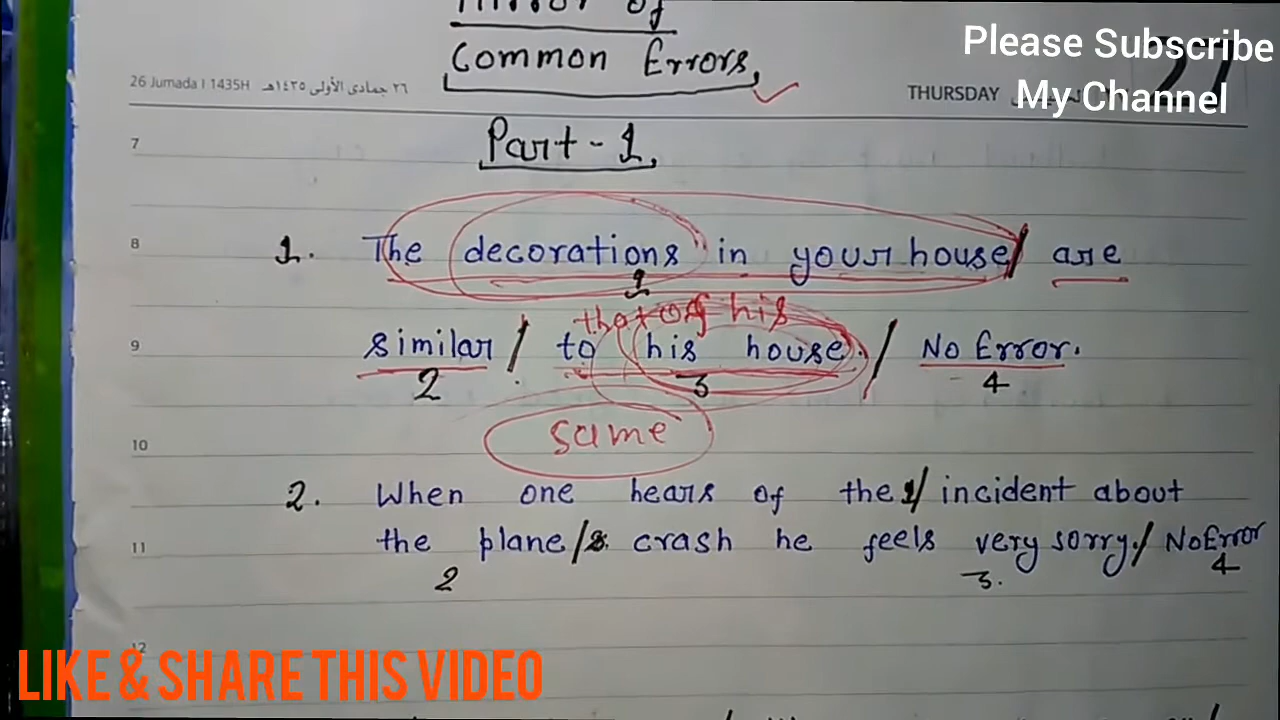 Mirror of
Common Errors,
Please Subscribe
My Channel
26 Jumada I 1435H ٢٦ جمادى الأولى ١٤٣٥هـ
THURSDAY 27
Part - 1,
7
8 1. The decorations in your house/ are
1
that of his
9 similar / to his house. / No Error.
2 3 4
same
10
2. When one hears of the 1/ incident about
11 the plane/s. crash he feels very sorry./ No Error
2 3. 4
12
LIKE & SHARE THIS VIDEO